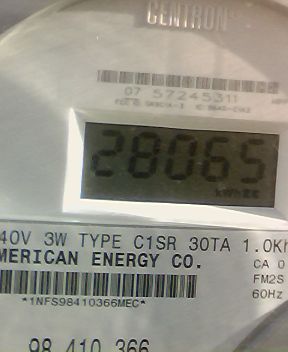 CENTRON
07 57245311
28065
kWh
40V 3W TYPE C1SR 30TA 1.0Kh
MERICAN ENERGY CO.
CA 0
FM2S
60Hz
*1NFS98410366MEC*
98 410 366